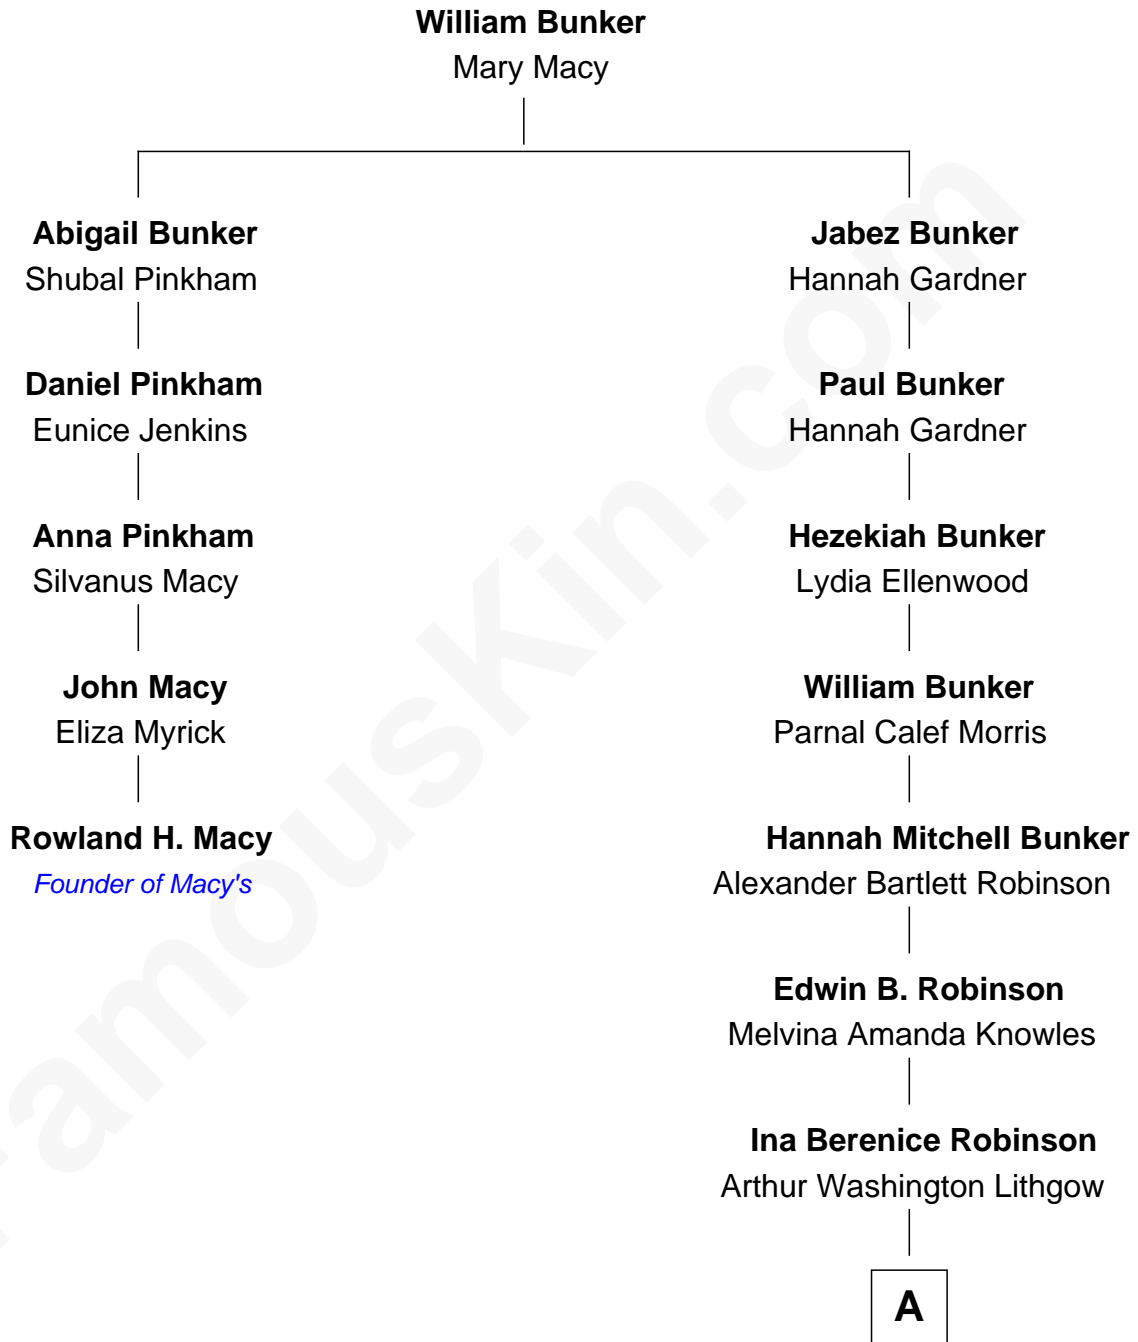 William Bunker
Mary Macy
Abigail Bunker
Shubal Pinkham
Jabez Bunker
Hannah Gardner
Daniel Pinkham
Eunice Jenkins
Paul Bunker
Hannah Gardner
Anna Pinkham
Silvanus Macy
Hezekiah Bunker
Lydia Ellenwood
John Macy
Eliza Myrick
William Bunker
Parnal Calef Morris
Rowland H. Macy
Founder of Macy's
Hannah Mitchell Bunker
Alexander Bartlett Robinson
Edwin B. Robinson
Melvina Amanda Knowles
Ina Berenice Robinson
Arthur Washington Lithgow
A
FamousKin.com